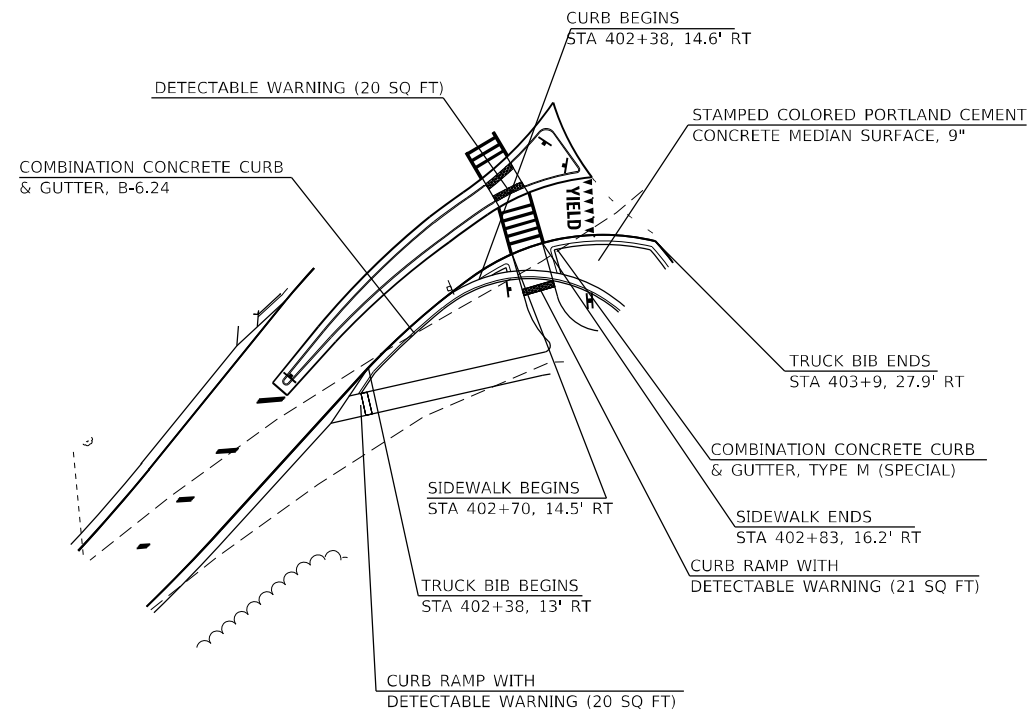 CURB BEGINS
STA 402+38, 14.6' RT
DETECTABLE WARNING (20 SQ FT)
STAMPED COLORED PORTLAND CEMENT
CONCRETE MEDIAN SURFACE, 9"
COMBINATION CONCRETE CURB
& GUTTER, B-6.24
YIELD
TRUCK BIB ENDS
STA 403+9, 27.9' RT
COMBINATION CONCRETE CURB
& GUTTER, TYPE M (SPECIAL)
SIDEWALK BEGINS
STA 402+70, 14.5' RT
SIDEWALK ENDS
STA 402+83, 16.2' RT
CURB RAMP WITH
DETECTABLE WARNING (21 SQ FT)
TRUCK BIB BEGINS
STA 402+38, 13' RT
CURB RAMP WITH
DETECTABLE WARNING (20 SQ FT)